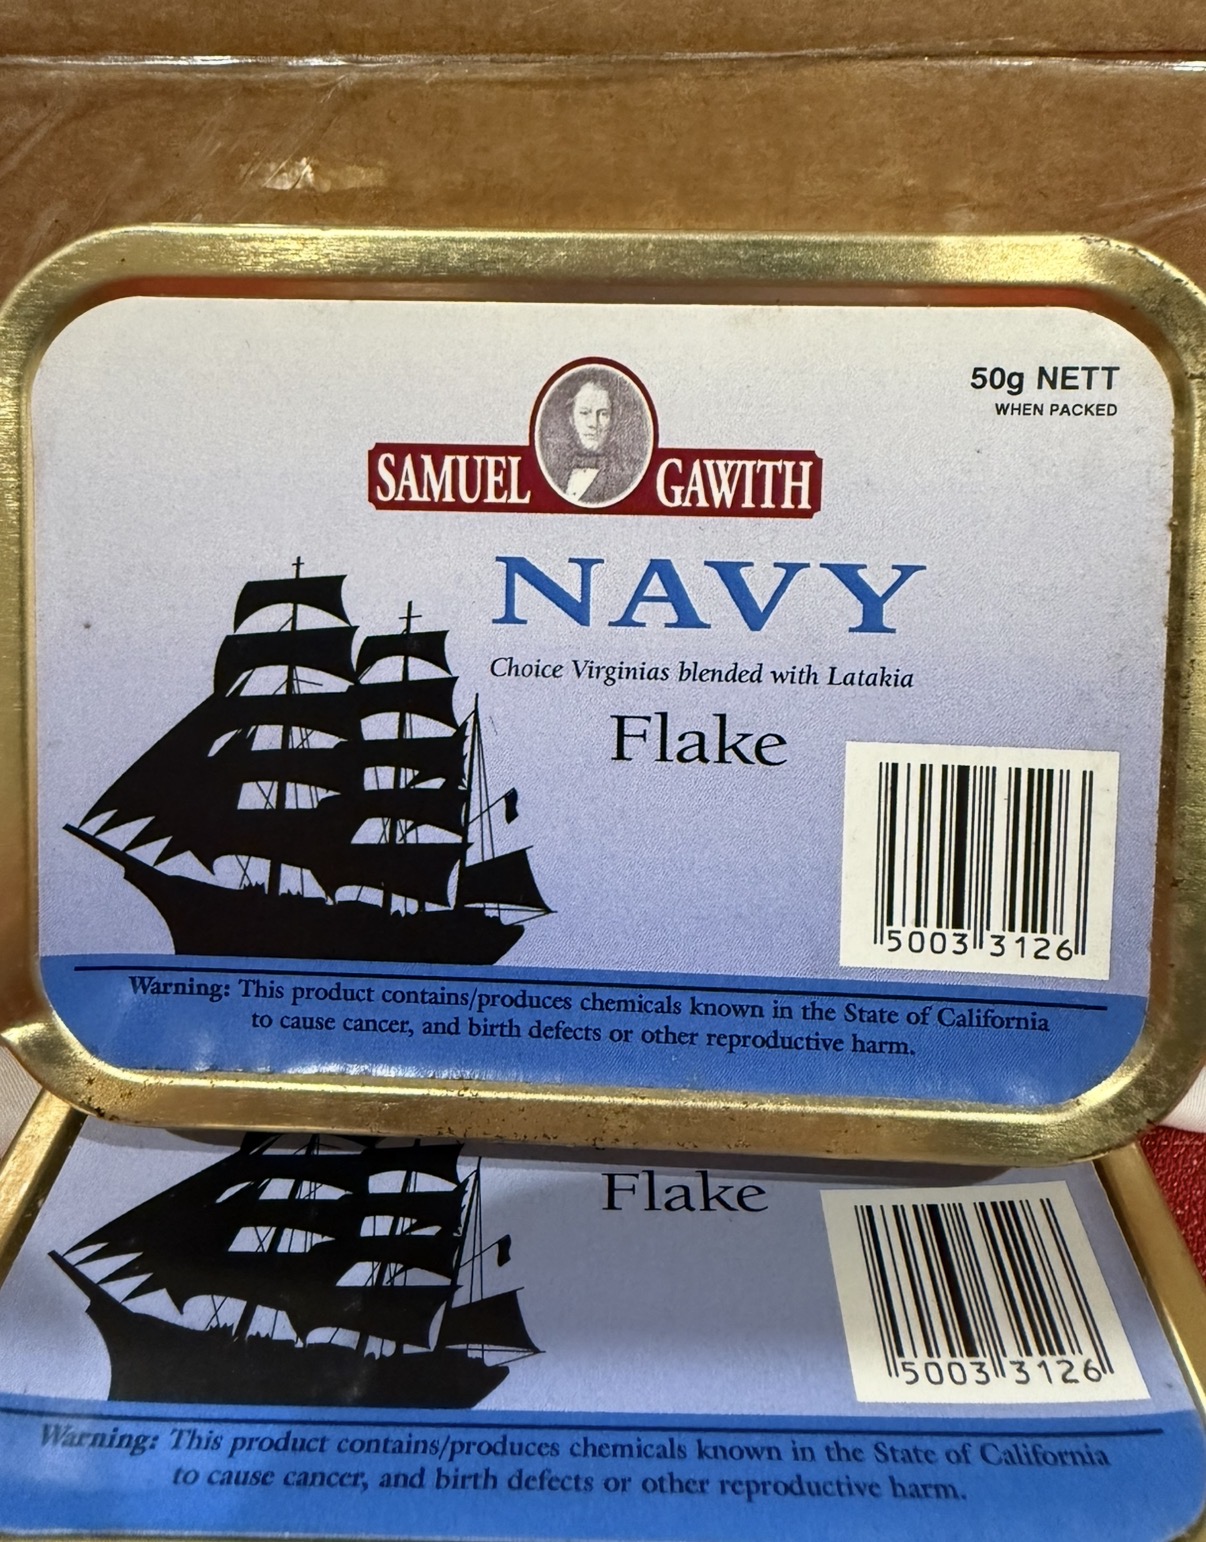 50g NETT
WHEN PACKED
SAMUEL GAWITH
NAVY
Choice Virginias blended with Latakia
Flake
5003 3126
Warning: This product contains/produces chemicals known in the State of California
to cause cancer, and birth defects or other reproductive harm.
Flake
5003 3126
Warning: This product contains/produces chemicals known in the State of California
to cause cancer, and birth defects or other reproductive harm.